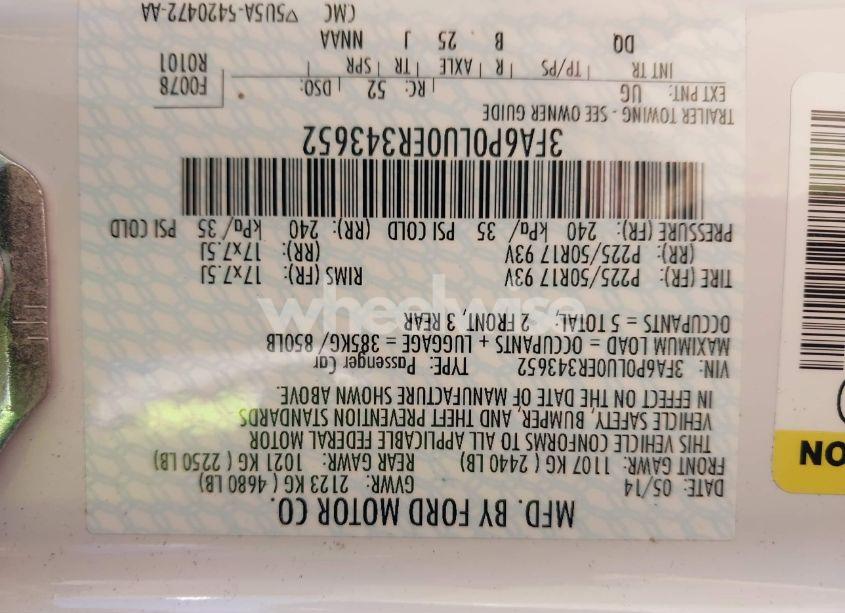 MFD. BY FORD MOTOR CO.
DATE: 05/14 GVWR: 2123 KG ( 4680 LB)
FRONT GAWR: 1107 KG ( 2440 LB) REAR GAWR: 1021 KG ( 2250 LB)
THIS VEHICLE CONFORMS TO ALL APPLICABLE FEDERAL MOTOR
VEHICLE SAFETY, BUMPER, AND THEFT PREVENTION STANDARDS
IN EFFECT ON THE DATE OF MANUFACTURE SHOWN ABOVE.
VIN: 3FA6P0LU0ER343652 TYPE: Passenger Car
MAXIMUM LOAD = OCCUPANTS + LUGGAGE = 385KG/ 850LB
OCCUPANTS = 5 TOTAL: 2 FRONT, 3 REAR
wheelwise
TIRE (FR): P225/50R17 93V RIMS (FR): 17x7.5J
(RR): P225/50R17 93V (RR): 17x7.5J
PRESSURE (FR): 240 kPa/ 35 PSI COLD (RR): 240 kPa/ 35 PSI COLD
3FA6P0LU0ER343652
TRAILER TOWING - SEE OWNER GUIDE
EXT PNT: UG RC: 52 DSO: F0078
R0101
INT TR TP/PS R AXLE TR SPR
DQ B 25 J NNAA
CMC 5U5A-5420472-AA
NO